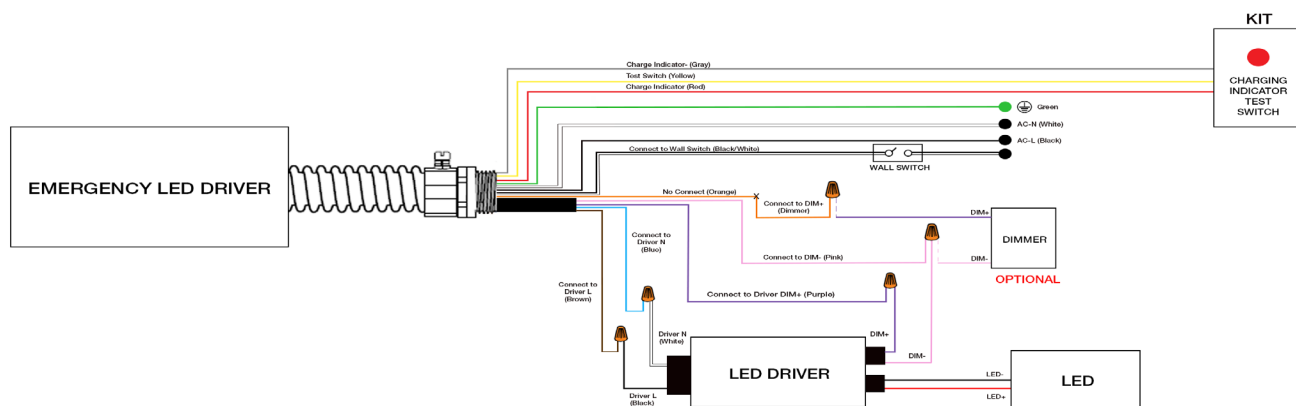 KIT
CHARGING
INDICATOR
TEST
SWITCH
Charge Indicator- (Gray)
Test Switch (Yellow)
Charge Indicator (Red)
Green
AC-N (White)
AC-L (Black)
Connect to Wall Switch (Black/White)
WALL SWITCH
EMERGENCY LED DRIVER
No Connect (Orange)
Connect to DIM+
(Dimmer)
DIM+
DIMMER
DIM-
OPTIONAL
Connect to
Driver N
(Bluo)
Connect to DIM- (Pink)
Connect to
Driver L
(Brown)
Connect to Driver DIM+ (Purple)
Driver N
(White)
DIM+
DIM-
LED DRIVER
Driver L
(Black)
LED-
LED+
LED